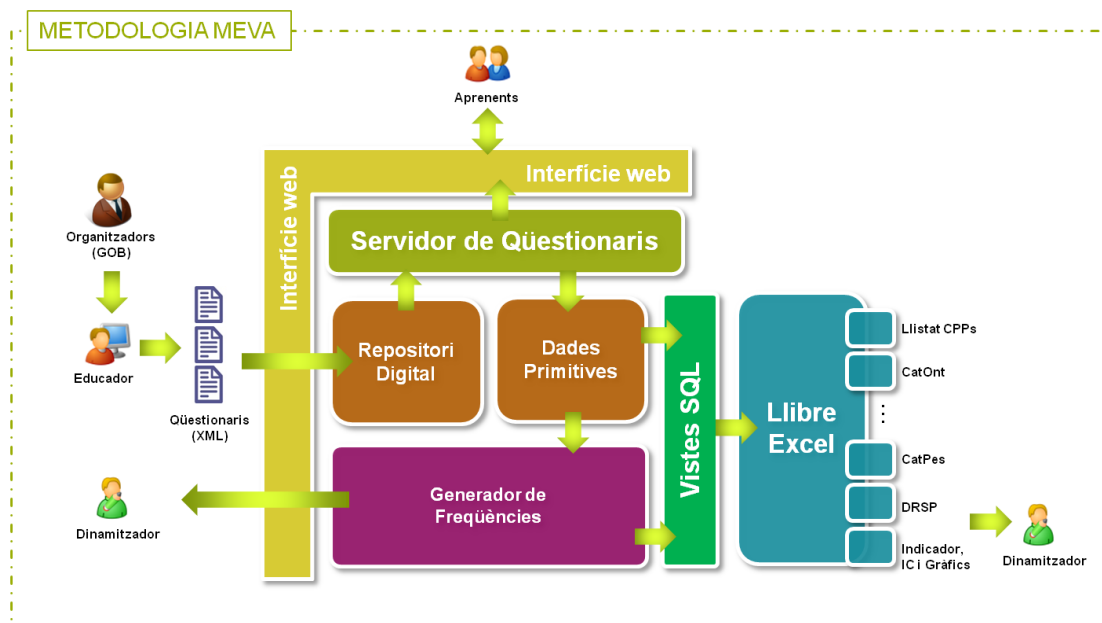 METODOLOGIA MEVA
Aprenents
Interfície web
Interfície web
Organitzadors
(GOB)
Servidor de Qüestionaris
Educador
Qüestionaris
(XML)
Repositori
Digital
Dades
Primitives
Vistes SQL
Llibre
Excel
Llistat CPPs
CatOnt
⋮
CatPes
DRSP
Indicador,
IC i Gràfics
Generador de
Freqüències
Dinamitzador
Dinamitzador